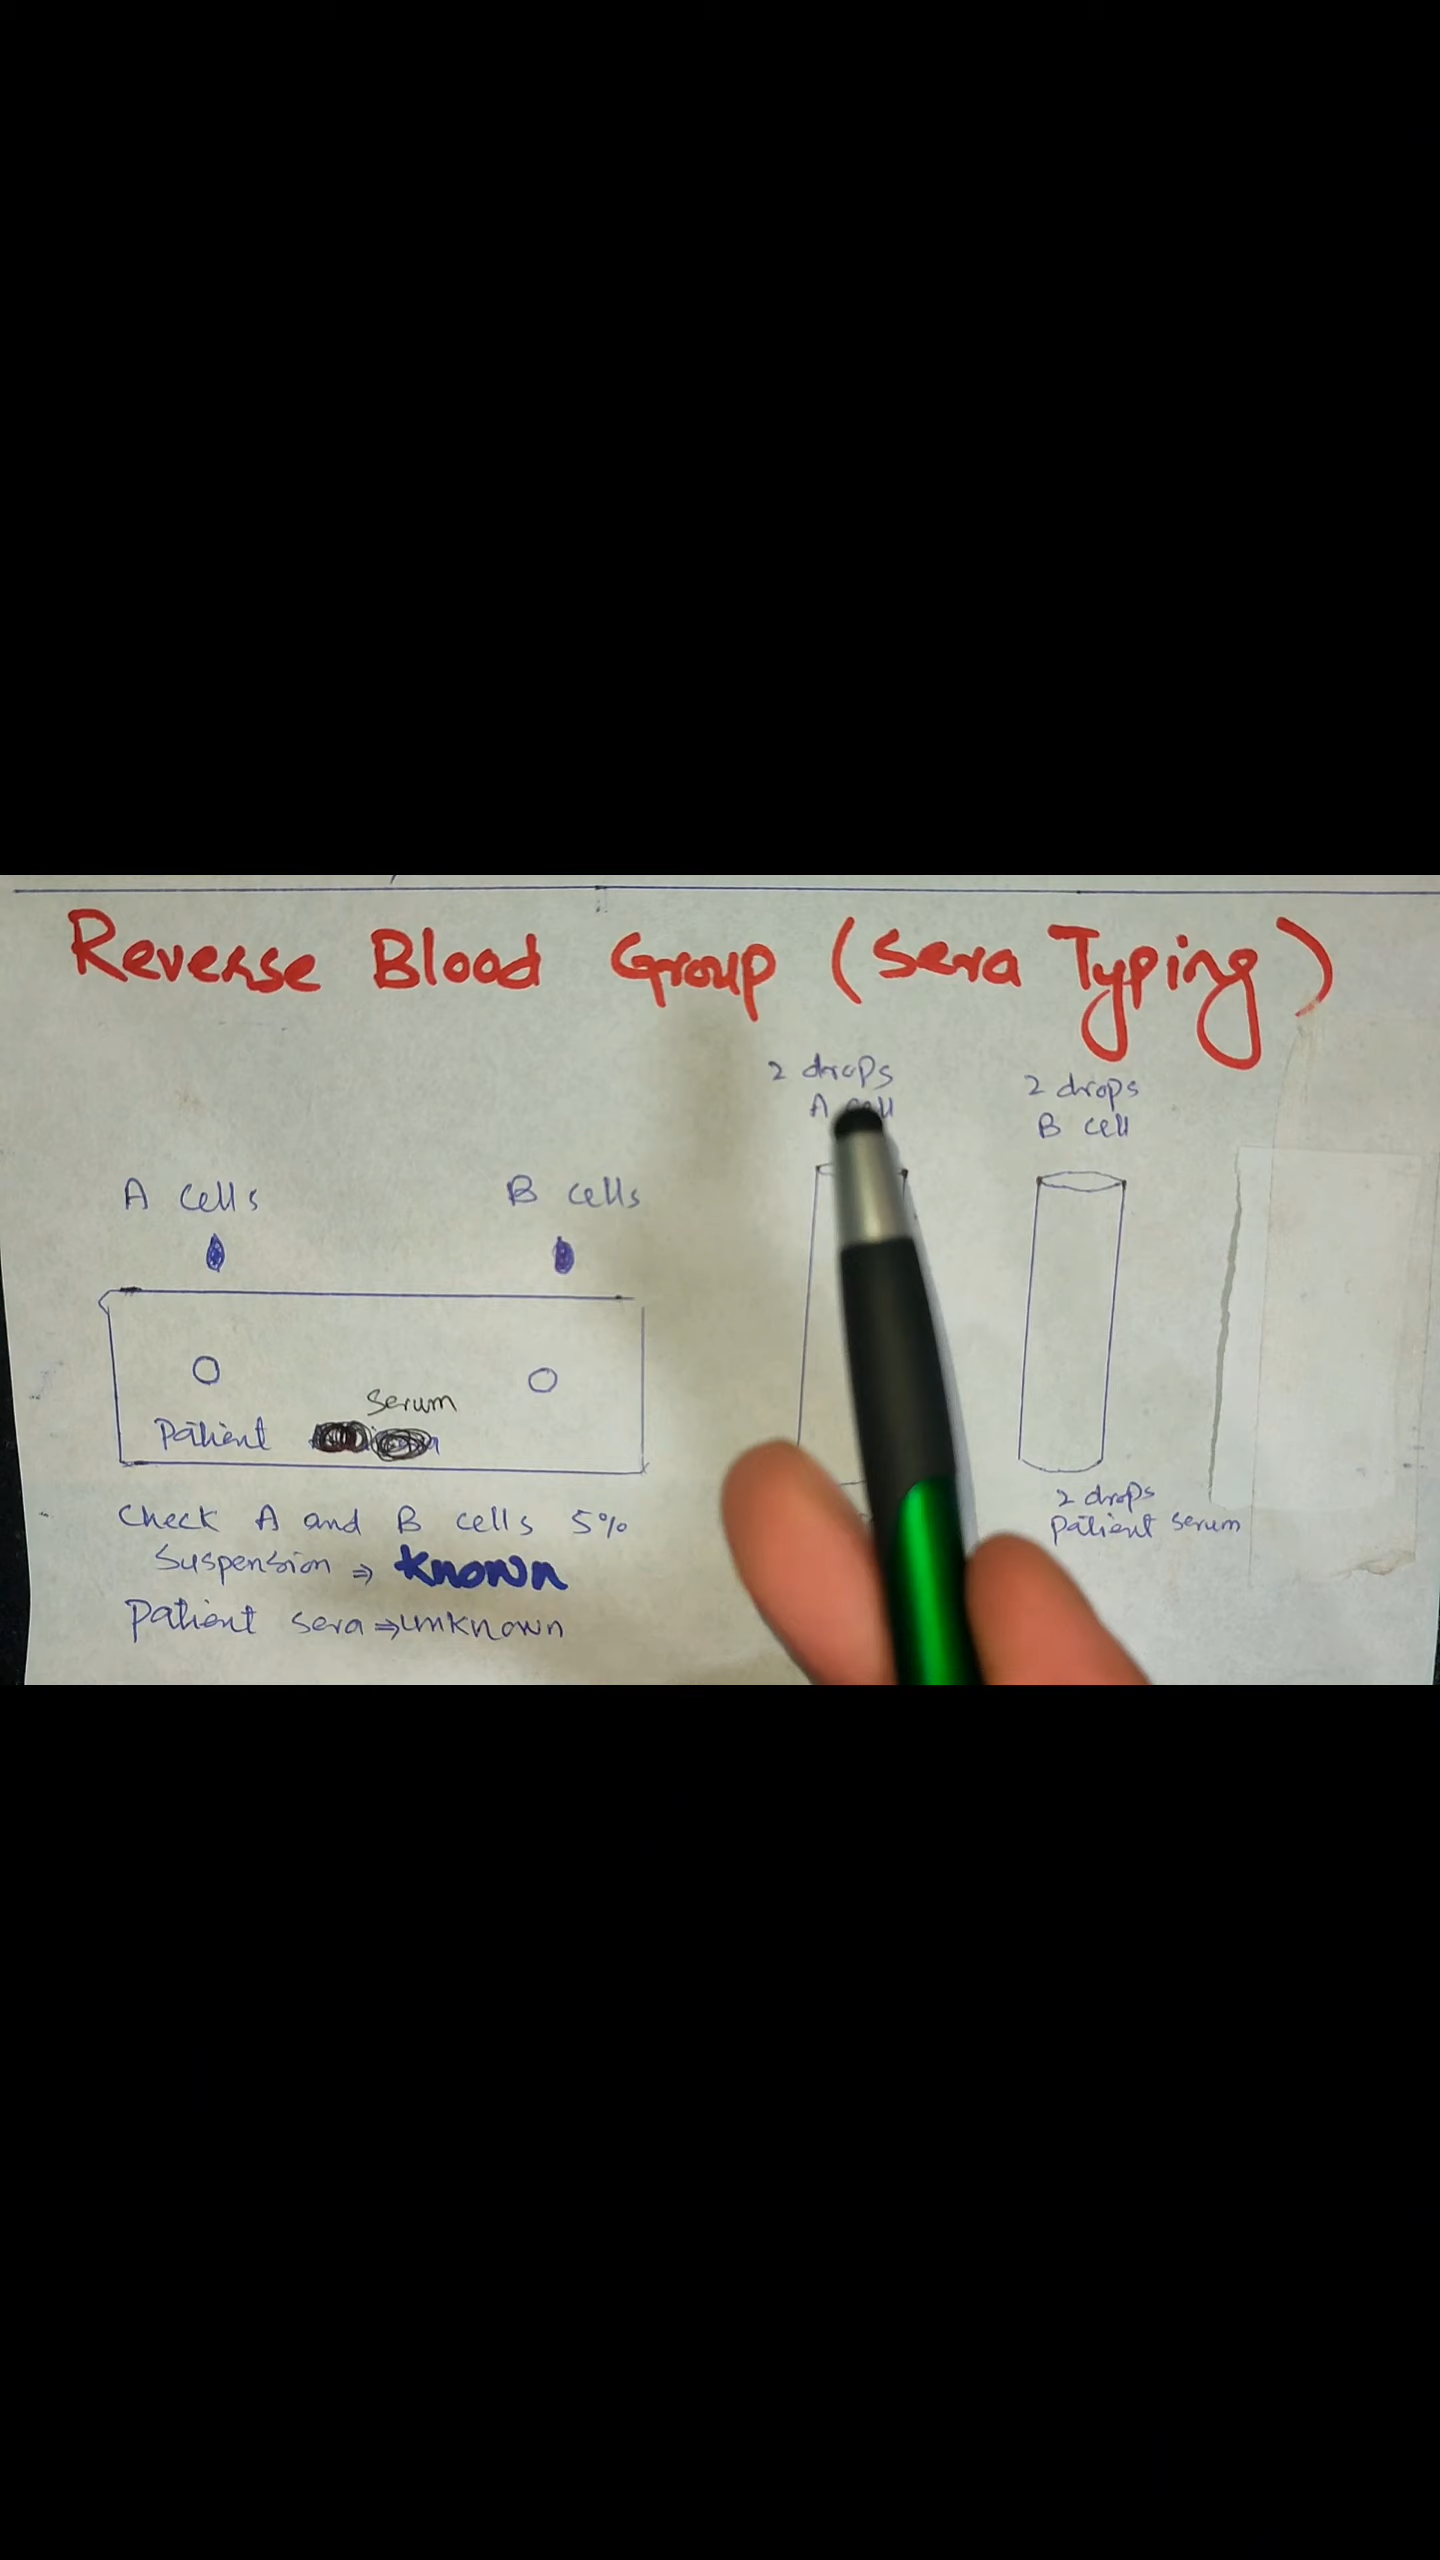 Reverse Blood Group (Sera Typing)
A cells
B cells
Serum
Patient
Check A and B cells 5%
Suspension ⇒ Known
Patient sera ⇒ unknown
2 drops
A cell
2 drops
B cell
2 drops
Patient serum